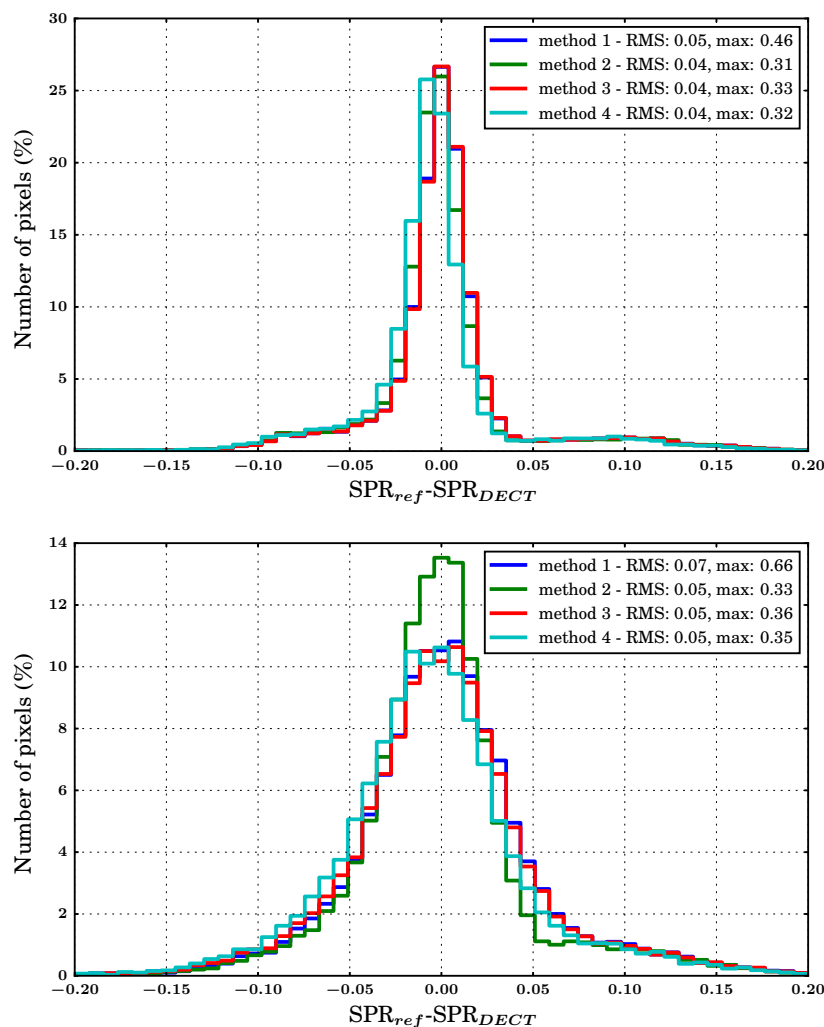 30
25
20
15
10
5
0
Number of pixels (%)
method 1 - RMS: 0.05, max: 0.46
method 2 - RMS: 0.04, max: 0.31
method 3 - RMS: 0.04, max: 0.33
method 4 - RMS: 0.04, max: 0.32
−0.20 −0.15 −0.10 −0.05 0.00 0.05 0.10 0.15 0.20
SPRref-SPRDECT
14
12
10
8
6
4
2
0
Number of pixels (%)
method 1 - RMS: 0.07, max: 0.66
method 2 - RMS: 0.05, max: 0.33
method 3 - RMS: 0.05, max: 0.36
method 4 - RMS: 0.05, max: 0.35
−0.20 −0.15 −0.10 −0.05 0.00 0.05 0.10 0.15 0.20
SPRref-SPRDECT